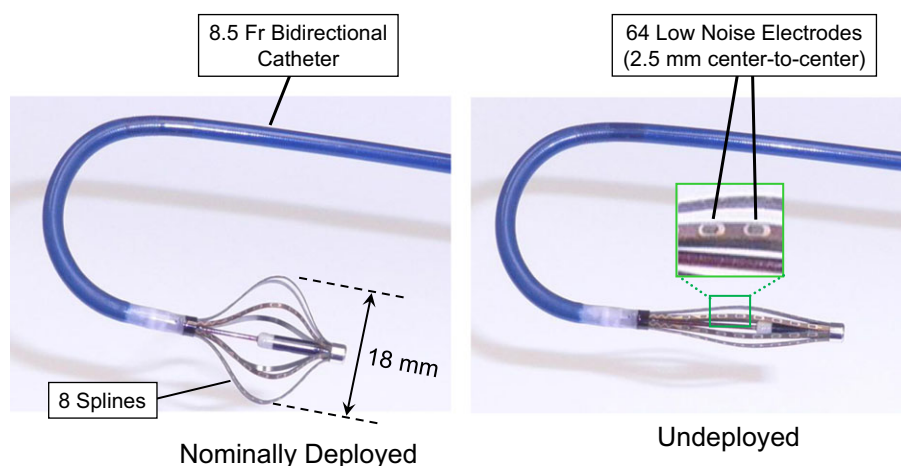 8.5 Fr Bidirectional
Catheter
64 Low Noise Electrodes
(2.5 mm center-to-center)
18 mm
8 Splines
Nominally Deployed
Undeployed